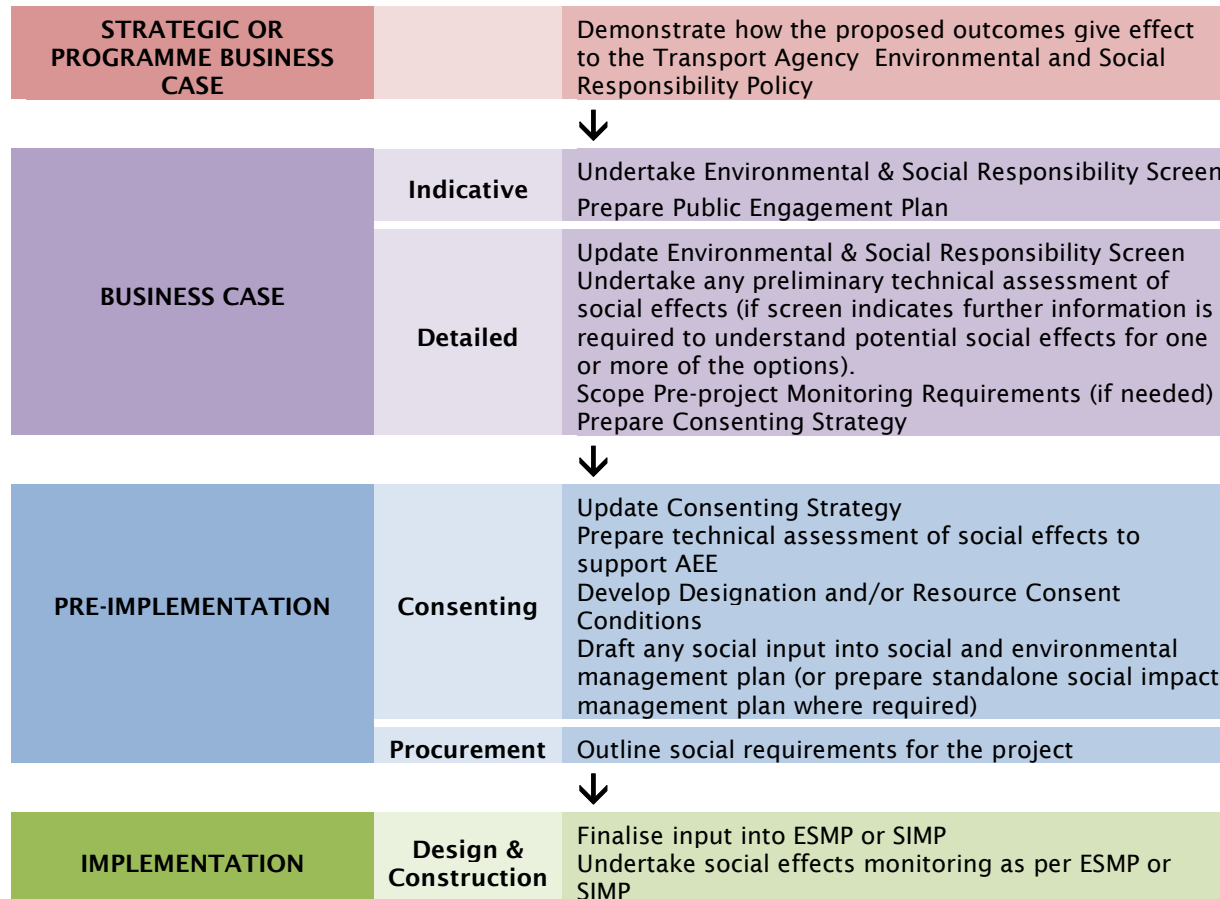 STRATEGIC OR
PROGRAMME BUSINESS
CASE
Demonstrate how the proposed outcomes give effect
to the Transport Agency Environmental and Social
Responsibility Policy
BUSINESS CASE
Indicative
Undertake Environmental & Social Responsibility Screen
Prepare Public Engagement Plan
Detailed
Update Environmental & Social Responsibility Screen
Undertake any preliminary technical assessment of
social effects (if screen indicates further information is
required to understand potential social effects for one
or more of the options).
Scope Pre-project Monitoring Requirements (if needed)
Prepare Consenting Strategy
PRE-IMPLEMENTATION
Consenting
Update Consenting Strategy
Prepare technical assessment of social effects to
support AEE
Develop Designation and/or Resource Consent
Conditions
Draft any social input into social and environmental
management plan (or prepare standalone social impact
management plan where required)
Procurement
Outline social requirements for the project
IMPLEMENTATION
Design &
Construction
Finalise input into ESMP or SIMP
Undertake social effects monitoring as per ESMP or
SIMP